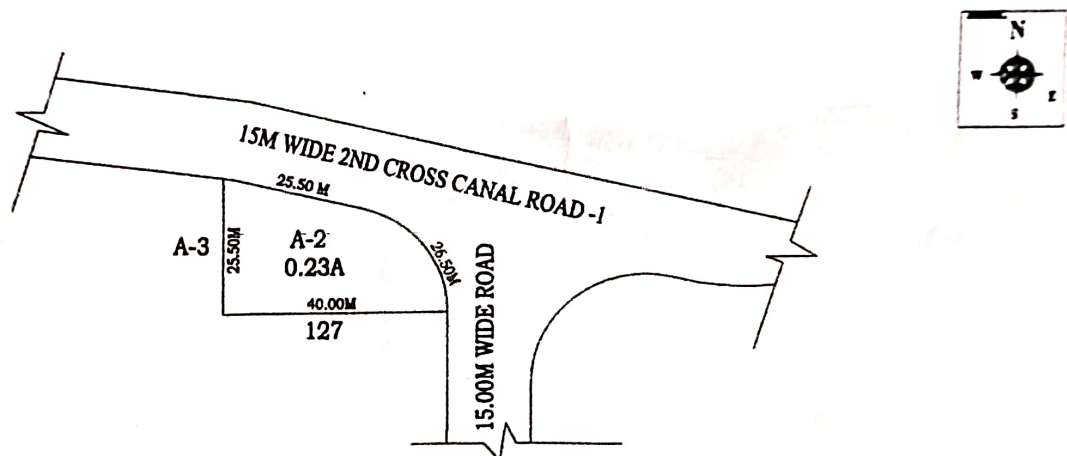 N
W
E
S
15M WIDE 2ND CROSS CANAL ROAD -1
25.50 M
A-3
25.50M
A-2
0.23A
26.50M
40.00M
127
15.00M WIDE ROAD